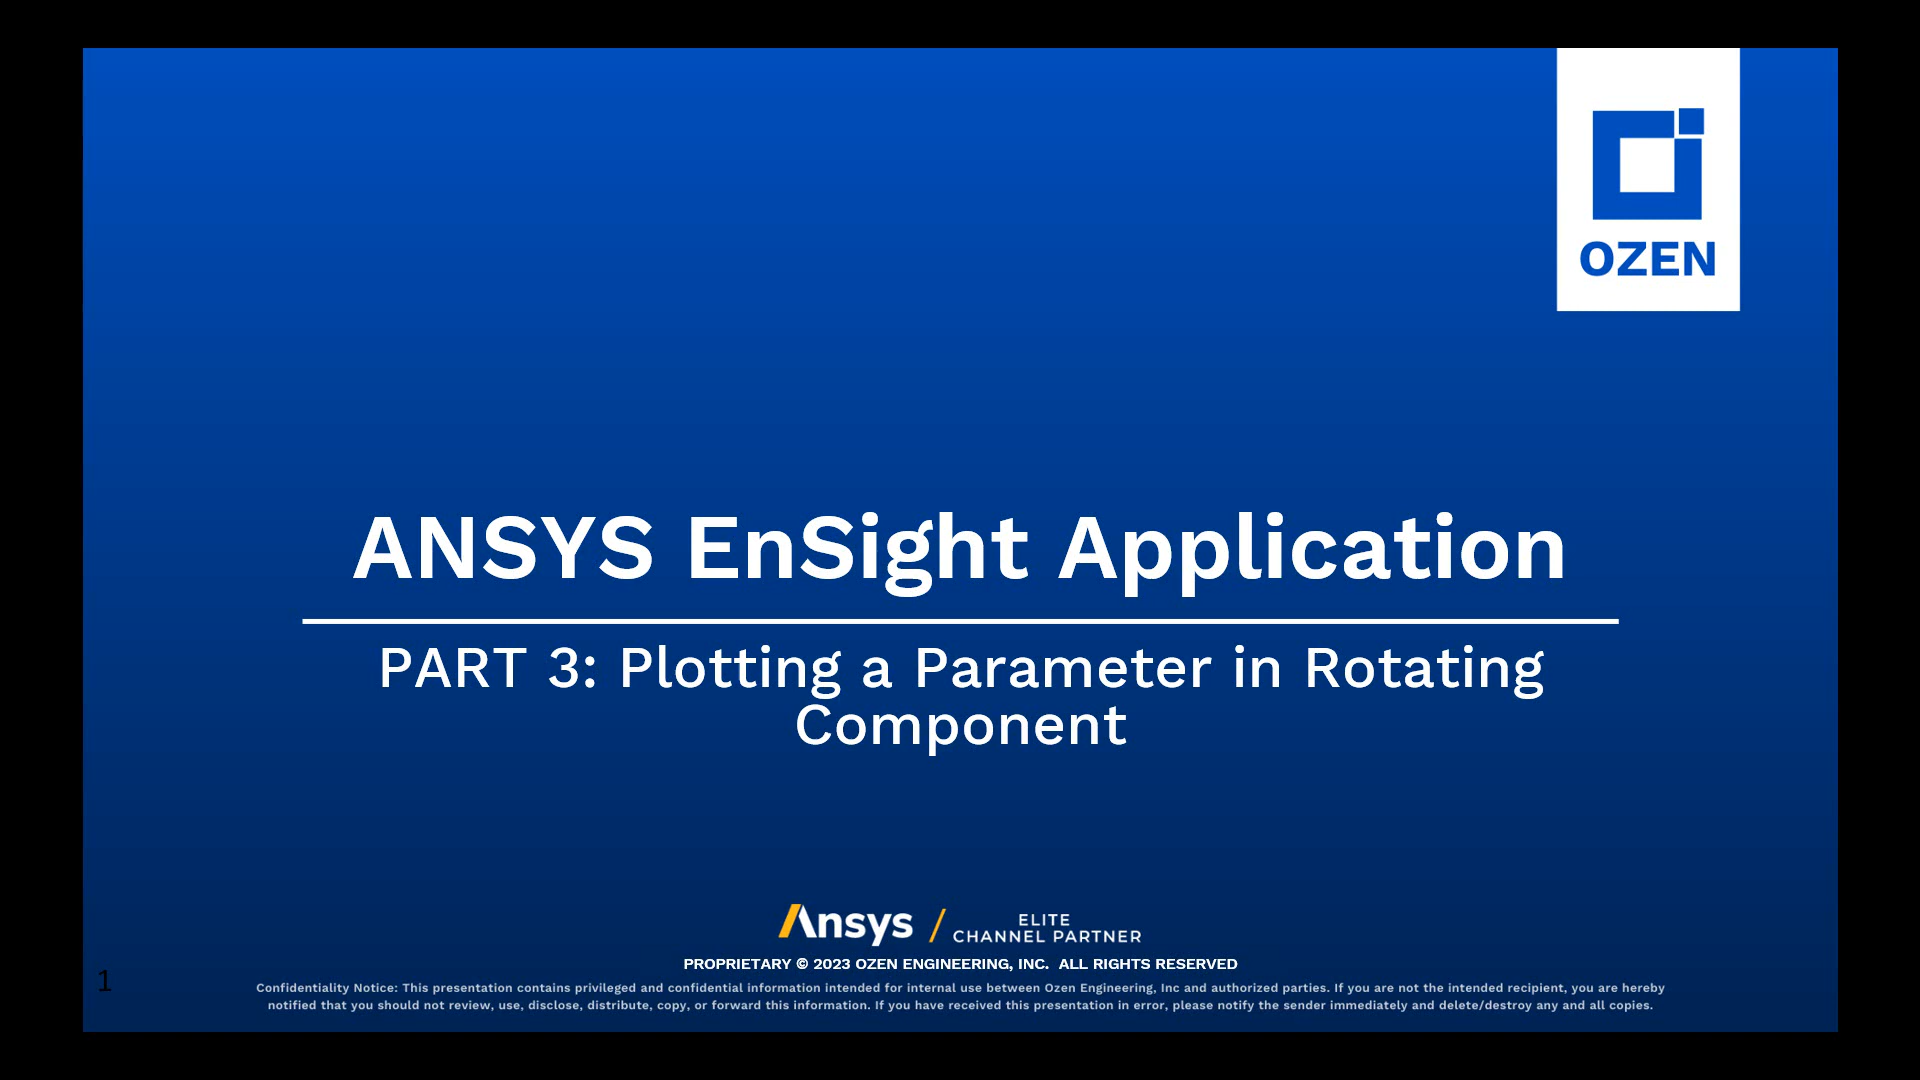 OZEN
ANSYS EnSight Application
PART 3: Plotting a Parameter in Rotating
Component
Ansys / ELITE
CHANNEL PARTNER
PROPRIETARY © 2023 OZEN ENGINEERING, INC. ALL RIGHTS RESERVED
1
Confidentiality Notice: This presentation contains privileged and confidential information intended for internal use between Ozen Engineering, Inc and authorized parties. If you are not the intended recipient, you are hereby
notified that you should not review, use, disclose, distribute, copy, or forward this information. If you have received this presentation in error, please notify the sender immediately and delete/destroy any and all copies.